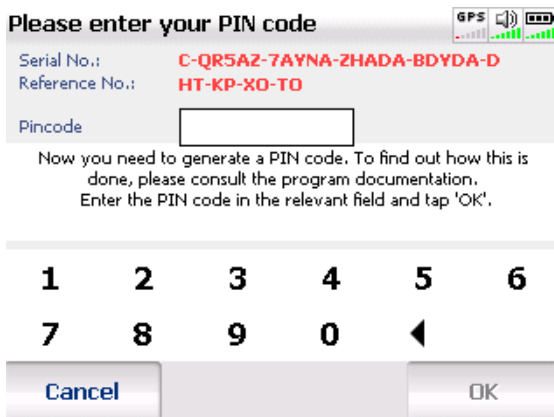 Please enter your PIN code
GPS
Serial No.: C-QR5AZ-7AYNA-ZHADA-BDYDA-D
Reference No.: HT-KP-XO-TO
Pincode
Now you need to generate a PIN code. To find out how this is
done, please consult the program documentation.
Enter the PIN code in the relevant field and tap 'OK'.
1 2 3 4 5 6
7 8 9 0
Cancel OK